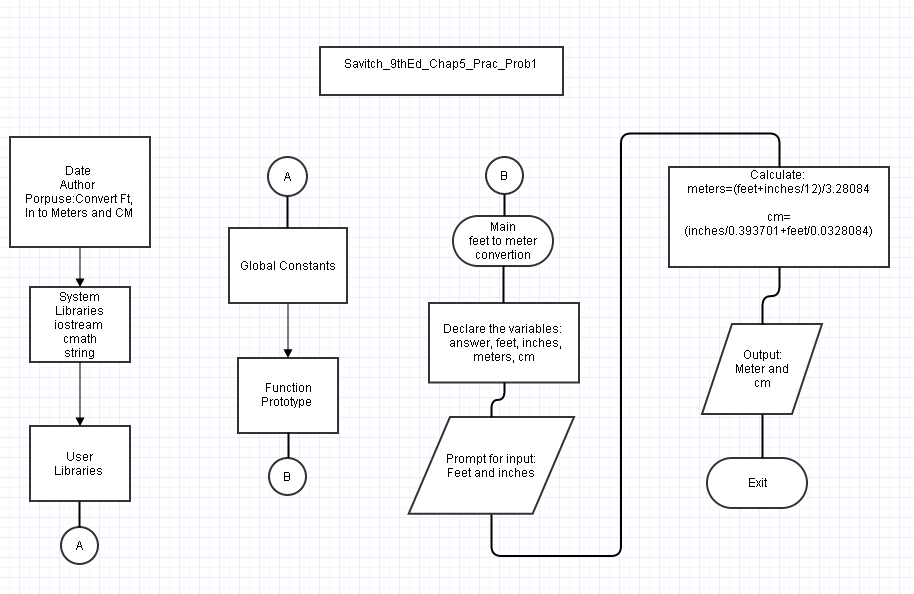 Savitch_9thEd_Chap5_Prac_Prob1
Date
Author
Porpuse:Convert Ft,
In to Meters and CM
System
Libraries
iostream
cmath
string
User
Libraries
A
A
Global Constants
Function
Prototype
B
B
Main
feet to meter
convertion
Declare the variables:
answer, feet, inches,
meters, cm
Prompt for input:
Feet and inches
Calculate:
meters=(feet+inches/12)/3.28084
cm=
(inches/0.393701+feet/0.0328084)
Output:
Meter and
cm
Exit